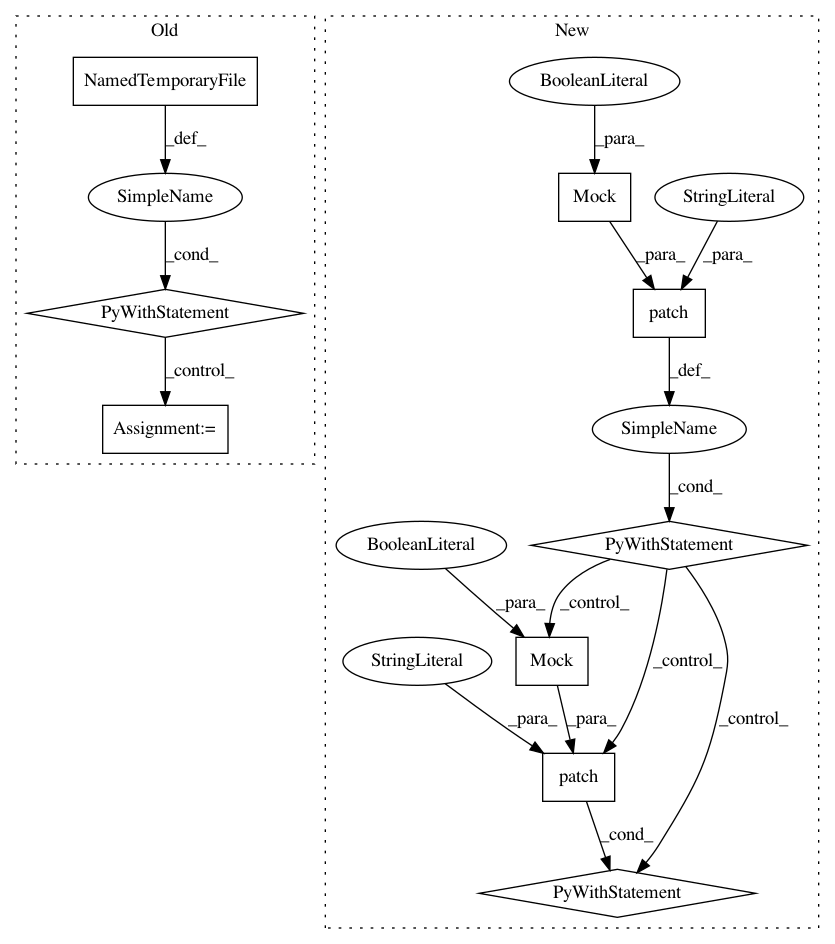 Old
New
NamedTemporaryFile
BooleanLiteral
_def_
_para_
SimpleName
Mock
StringLiteral
_cond_
_para_
_para_
PyWithStatement
patch
_control_
_def_
Assignment:=
SimpleName
_cond_
BooleanLiteral
PyWithStatement
_para_
_control_
StringLiteral
Mock
_control_
_para_
_para_
_control_
patch
_cond_
PyWithStatement